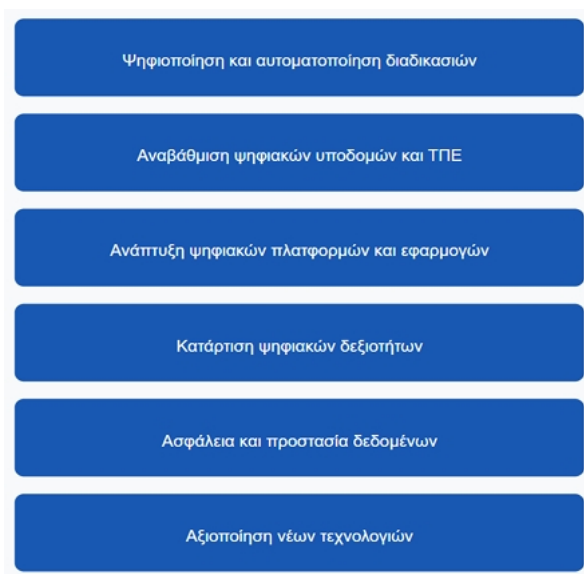 Ψηφιοποίηση και αυτοματοποίηση διαδικασιών
Αναβάθμιση ψηφιακών υποδομών και ΤΠΕ
Ανάπτυξη ψηφιακών πλατφορμών και εφαρμογών
Κατάρτιση ψηφιακών δεξιοτήτων
Ασφάλεια και προστασία δεδομένων
Αξιοποίηση νέων τεχνολογιών